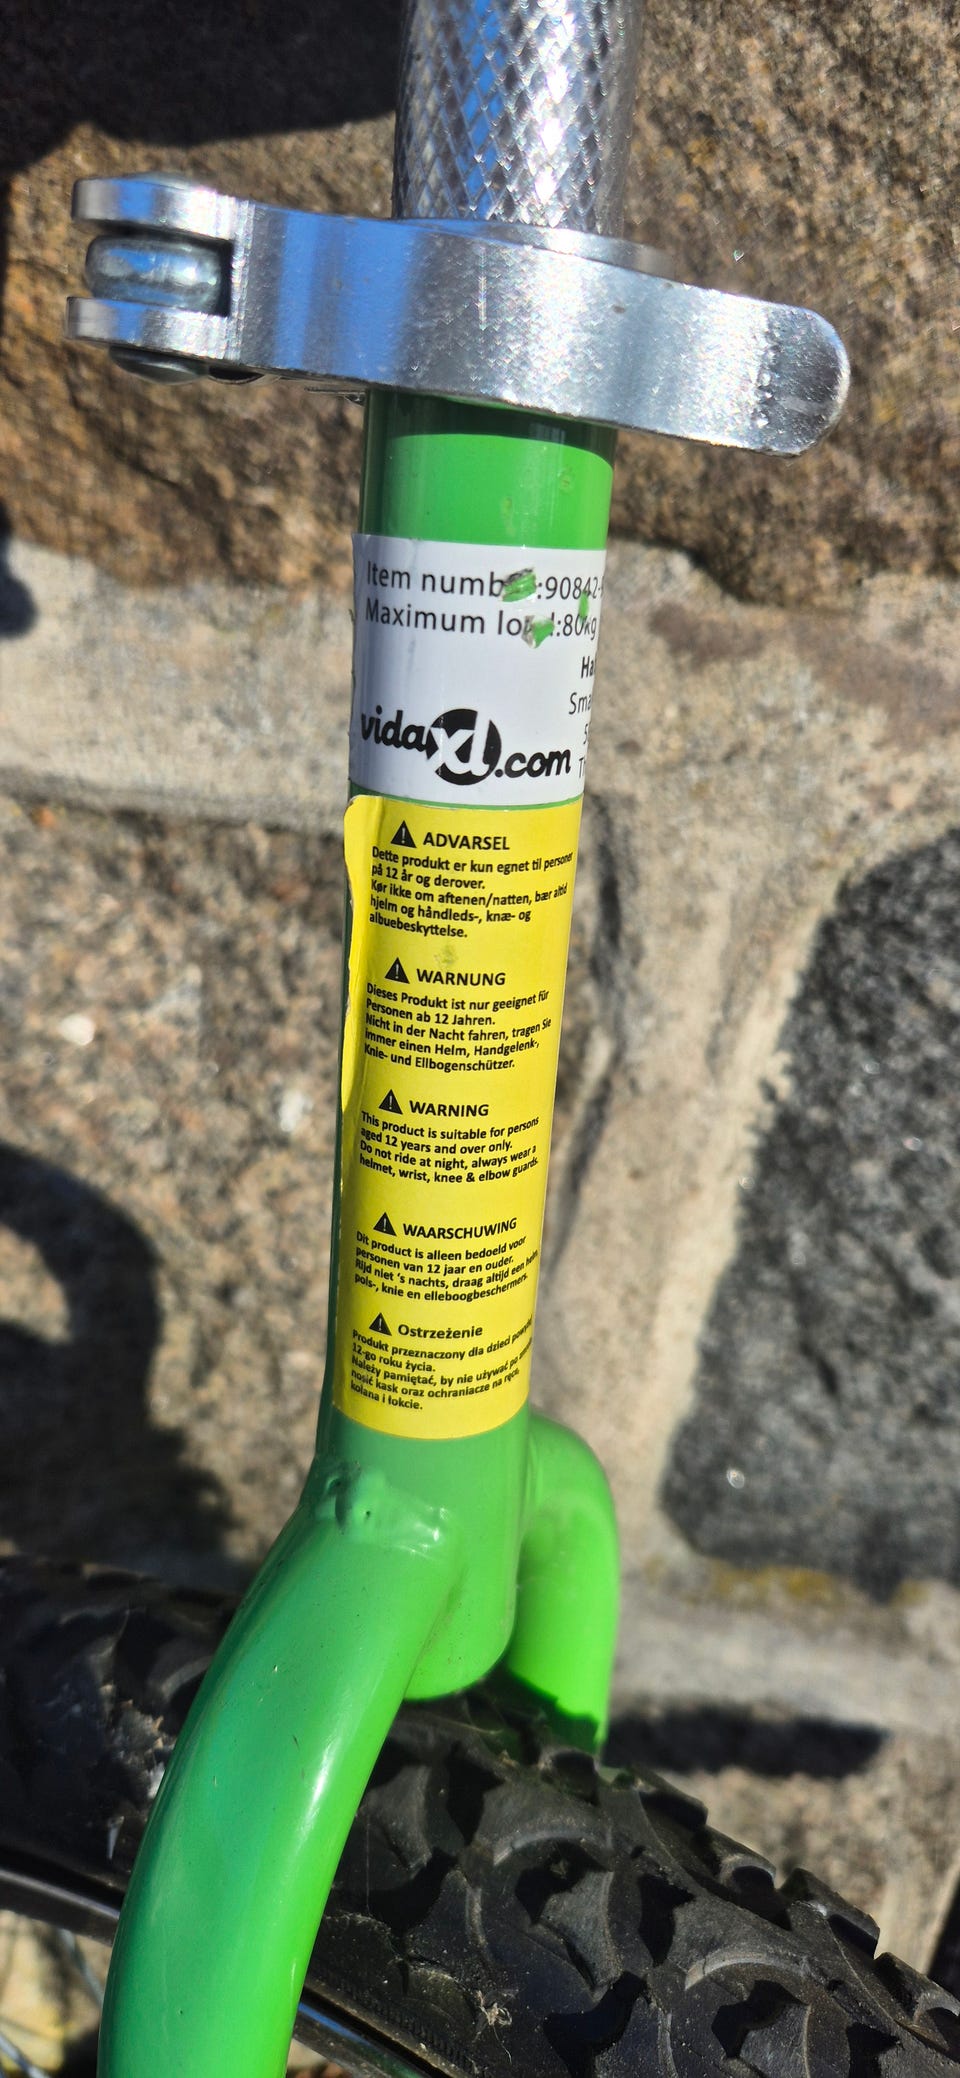 Item number:90842-
Maximum load:80kg
Ha
Sma
vidaXL.com
ADVARSEL
Dette produkt er kun egnet til personer
på 12 år og derover.
Kør ikke om aftenen/natten, bær altid
hjelm og håndleds-, knæ- og
albuebeskyttelse.
WARNUNG
Dieses Produkt ist nur geeignet für
Personen ab 12 Jahren.
Nicht in der Nacht fahren, tragen Sie
immer einen Helm, Handgelenk-,
Knie- und Ellbogenschützer.
WARNING
This product is suitable for persons
aged 12 years and over only.
Do not ride at night, always wear a
helmet, wrist, knee & elbow guards.
WAARSCHUWING
Dit product is alleen bedoeld voor
personen van 12 jaar en ouder.
Rijd niet 's nachts, draag altijd een helm,
pols-, knie en elleboogbeschermers.
Ostrzeżenie
Produkt przeznaczony dla dzieci powyżej
12-go roku życia.
Należy pamiętać, by nie używać po
nosić kask oraz ochraniacze na ręce,
kolana i łokcie.